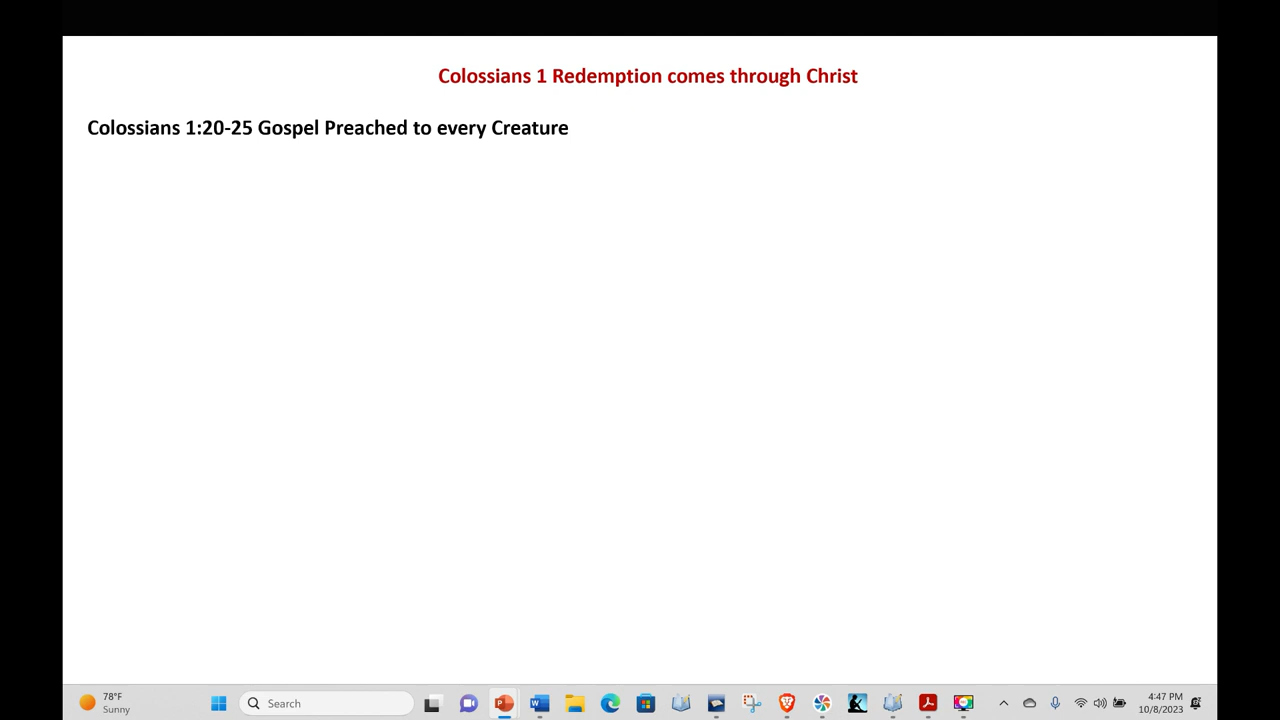 Colossians 1 Redemption comes through Christ
Colossians 1:20-25 Gospel Preached to every Creature
78°F
Sunny
Search
4:47 PM
10/8/2023